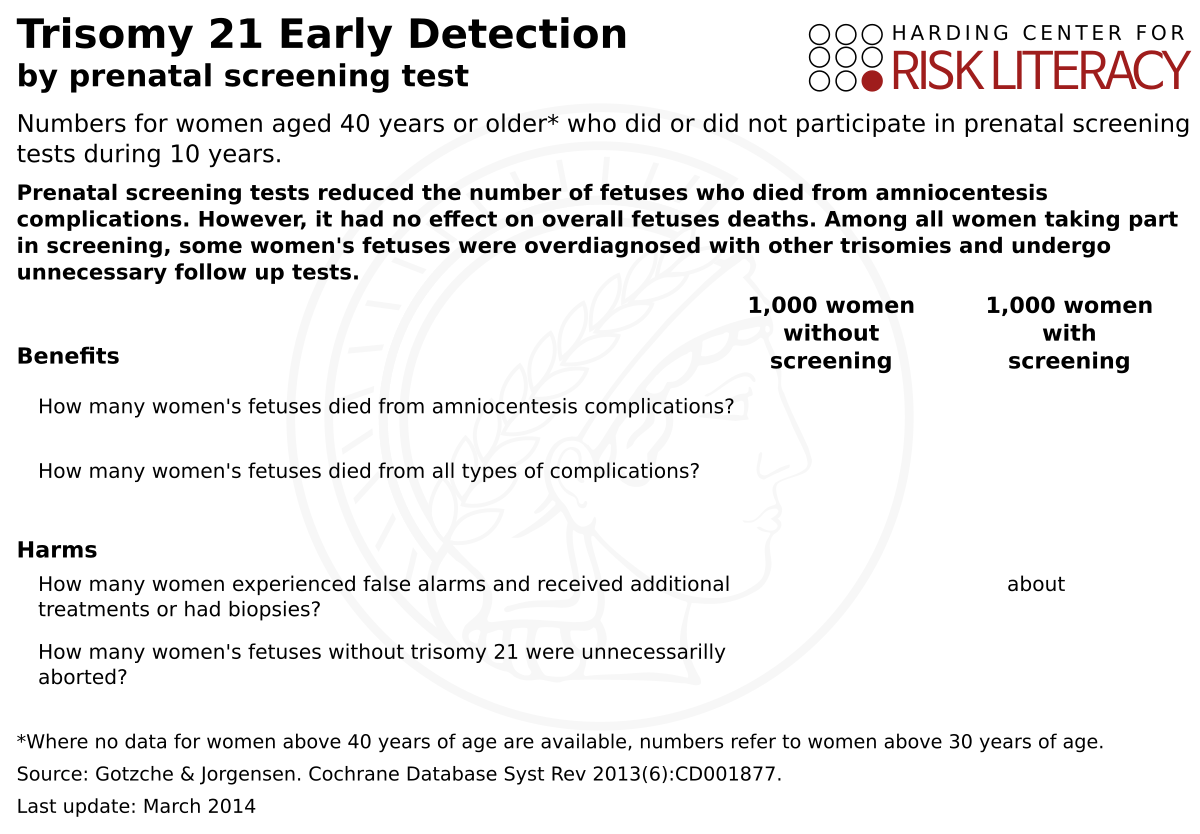 Trisomy 21 Early Detection
by prenatal screening test
HARDING CENTER FOR
RISK LITERACY
Numbers for women aged 40 years or older* who did or did not participate in prenatal screening
tests during 10 years.
Prenatal screening tests reduced the number of fetuses who died from amniocentesis
complications. However, it had no effect on overall fetuses deaths. Among all women taking part
in screening, some women's fetuses were overdiagnosed with other trisomies and undergo
unnecessary follow up tests.
1,000 women
without
screening
1,000 women
with
screening
Benefits
How many women's fetuses died from amniocentesis complications?
How many women's fetuses died from all types of complications?
Harms
How many women experienced false alarms and received additional
treatments or had biopsies?
about
How many women's fetuses without trisomy 21 were unnecessarilly
aborted?
*Where no data for women above 40 years of age are available, numbers refer to women above 30 years of age.
Source: Gotzche & Jorgensen. Cochrane Database Syst Rev 2013(6):CD001877.
Last update: March 2014